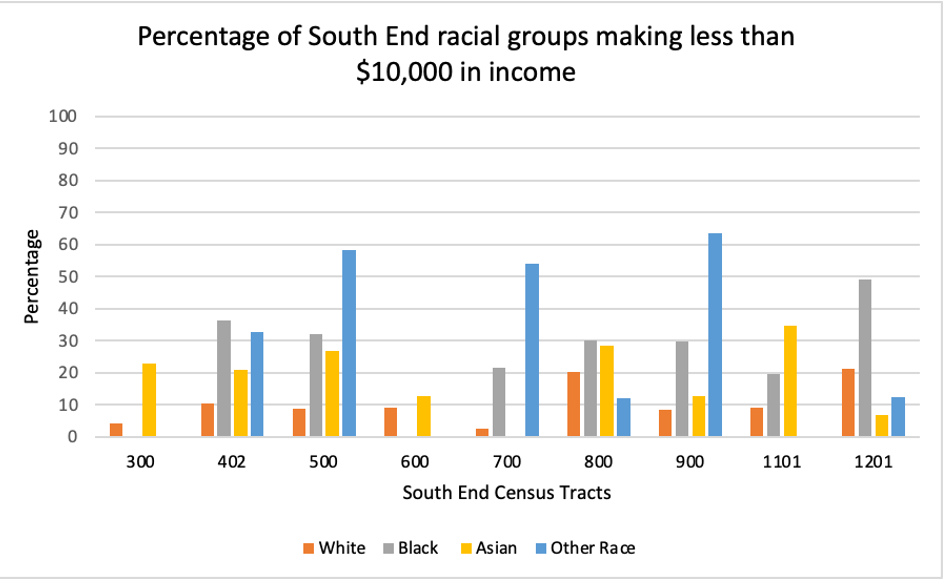 Percentage of South End racial groups making less than
$10,000 in income
100
90
80
70
60
50
40
30
20
10
0
Percentage
300 402 500 600 700 800 900 1101 1201
South End Census Tracts
White Black Asian Other Race